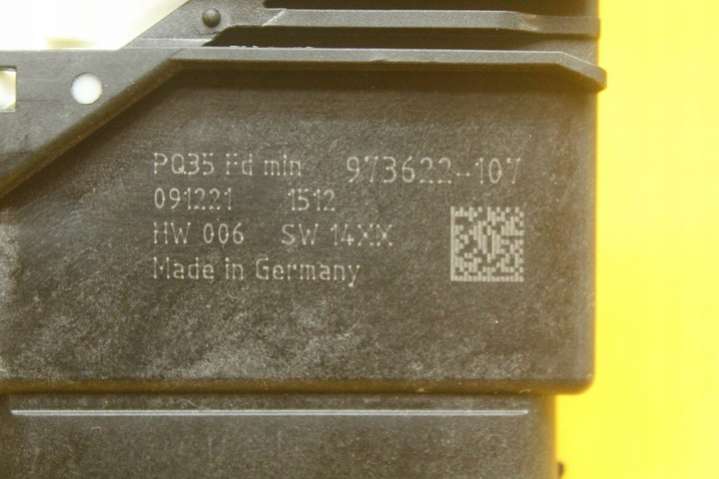 PQ35 Fd min 973622-107
091221 1512
HW 006 SW 14XX
Made in Germany